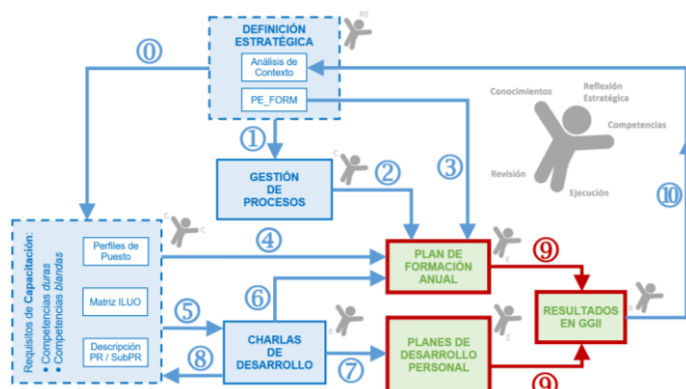 DEFINICIÓN
ESTRATÉGICA
RE
Análisis de
Contexto
PE_FORM
⓪
①
②
③
Conocimientos
Reflexión
Estratégica
Competencias
Revisión
Ejecución
⑩
GESTIÓN
DE
PROCESOS
C
Requisitos de Capacitación:
• Competencias duras
• Competencias blandas
Perfiles de
Puesto
Matriz ILUO
Descripción
PR / SubPR
C
C
④
⑤
⑥
⑦
⑧
PLAN DE
FORMACIÓN
ANUAL
E
⑨
RESULTADOS
EN GGII
R
CHARLAS
DE
DESARROLLO
R
PLANES DE
DESARROLLO
PERSONAL
E
⑨